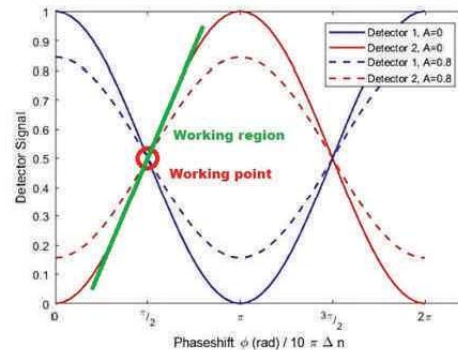 1
0.9
0.8
0.7
0.6
0.5
0.4
0.3
0.2
0.1
0
Detector Signal
Detector 1, A=0
Detector 2, A=0
Detector 1, A=0.8
Detector 2, A=0.8
Working region
Working point
0 π/2 π 3π/2 2π
Phaseshift ϕ (rad) / 10 π Δ n